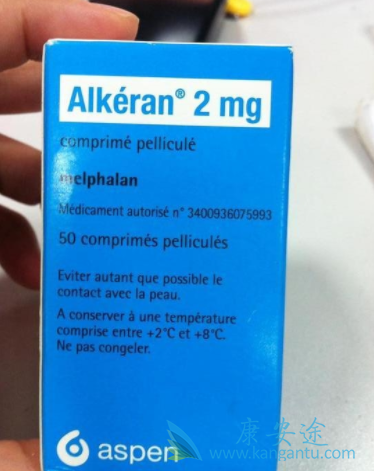 Alkéran® 2 mg
comprimé pelliculé
melphalan
Médicament autorisé n° 3400936075993
50 comprimés pelliculés
Eviter autant que possible le
contact avec la peau.
A conserver à une température
comprise entre +2°C et +8°C.
Ne pas congeler.
aspen
康安途
www.kangantu.com